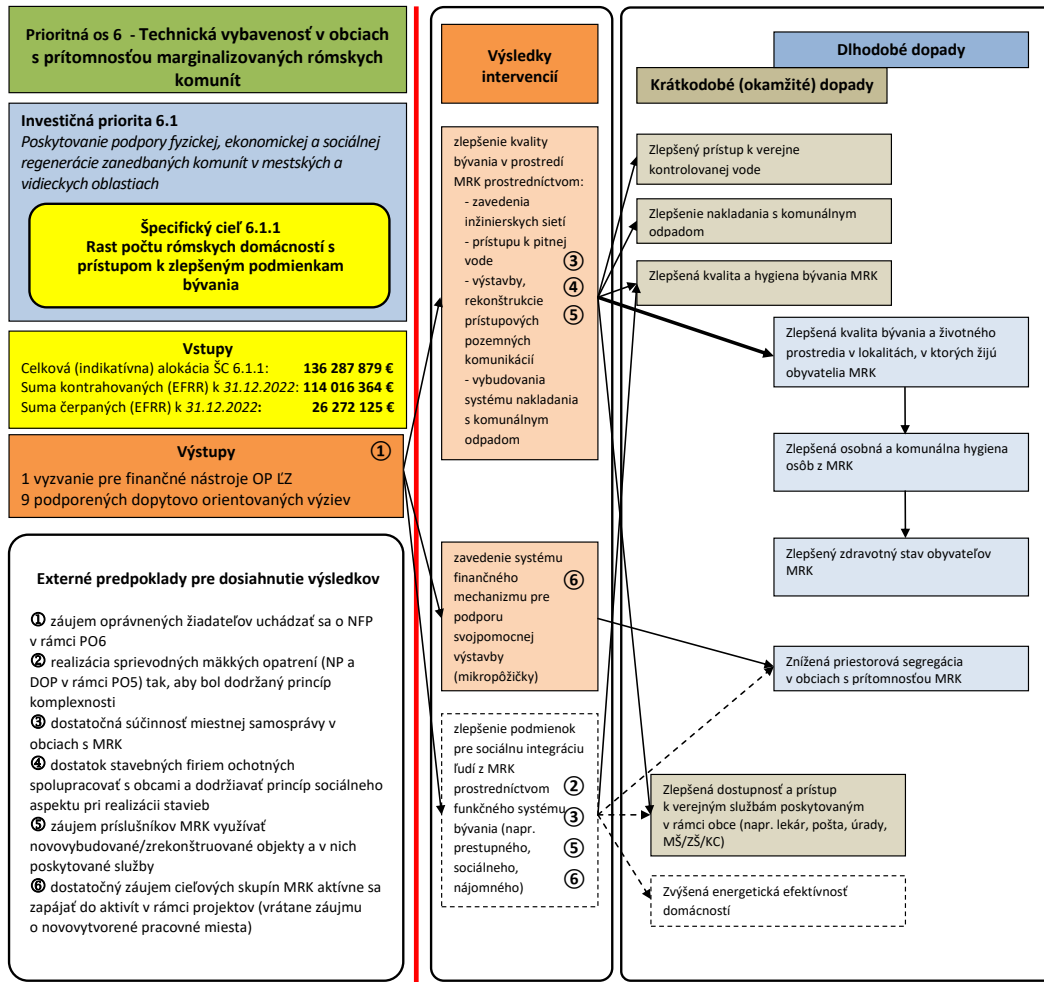 Prioritná os 6 - Technická vybavenosť v obciach
s prítomnosťou marginalizovaných rómskych
komunít
Investičná priorita 6.1
Poskytovanie podpory fyzickej, ekonomickej a sociálnej
regenerácie zanedbaných komunít v mestských a
vidieckych oblastiach
Špecifický cieľ 6.1.1
Rast počtu rómskych domácností s
prístupom k zlepšeným podmienkam
bývania
Vstupy
Celková (indikatívna) alokácia ŠC 6.1.1: 136 287 879 €
Suma kontrahovaných (EFRR) k 31.12.2022: 114 016 364 €
Suma čerpaných (EFRR) k 31.12.2022: 26 272 125 €
Výstupy ①
1 vyzvanie pre finančné nástroje OP ĽZ
9 podporených dopytovo orientovaných výziev
Externé predpoklady pre dosiahnutie výsledkov
① záujem oprávnených žiadateľov uchádzať sa o NFP
v rámci PO6
② realizácia sprievodných mäkkých opatrení (NP a
DOP v rámci PO5) tak, aby bol dodržaný princíp
komplexnosti
③ dostatočná súčinnosť miestnej samosprávy v
obciach s MRK
④ dostatok stavebných firiem ochotných
spolupracovať s obcami a dodržiavať princíp sociálneho
aspektu pri realizácii stavieb
⑤ záujem príslušníkov MRK využívať
novovybudované/zrekonštruované objekty a v nich
poskytované služby
⑥ dostatočný záujem cieľových skupín MRK aktívne sa
zapájať do aktivít v rámci projektov (vrátane záujmu
o novovytvorené pracovné miesta)
Výsledky
intervencií
zlepšenie kvality
bývania v prostredí
MRK prostredníctvom:
- zavedenia
inžinierskych sietí
- prístupu k pitnej
vode ③
- výstavby, ④
rekonštrukcie
prístupových ⑤
pozemných
komunikácií
- vybudovania
systému nakladania
s komunálnym
odpadom
zavedenie systému
finančného ⑥
mechanizmu pre
podporu
svojpomocnej
výstavby
(mikropôžičky)
zlepšenie podmienok
pre sociálnu integráciu
ľudí z MRK
prostredníctvom ②
funkčného systému
bývania (napr. ③
prestupného, ⑤
sociálneho,
nájomného) ⑥
Dlhodobé dopady
Krátkodobé (okamžité) dopady
Zlepšený prístup k verejne
kontrolovanej vode
Zlepšenie nakladania s komunálnym
odpadom
Zlepšená kvalita a hygiena bývania MRK
Zlepšená kvalita bývania a životného
prostredia v lokalitách, v ktorých žijú
obyvatelia MRK
Zlepšená osobná a komunálna hygiena
osôb z MRK
Zlepšený zdravotný stav obyvateľov
MRK
Znížená priestorová segregácia
v obciach s prítomnosťou MRK
Zlepšená dostupnosť a prístup
k verejným službám poskytovaným
v rámci obce (napr. lekár, pošta, úrady,
MŠ/ZŠ/KC)
Zvýšená energetická efektívnosť
domácností